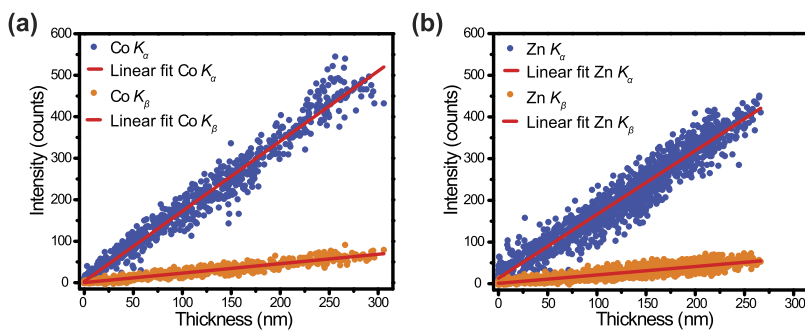 (a)
Co Kα
Linear fit Co Kα
Co Kβ
Linear fit Co Kβ
Intensity (counts)
600
500
400
300
200
100
0
0 50 100 150 200 250 300
Thickness (nm)
(b)
Zn Kα
Linear fit Zn Kα
Zn Kβ
Linear fit Zn Kβ
Intensity (counts)
600
500
400
300
200
100
0
0 50 100 150 200 250 300
Thickness (nm)